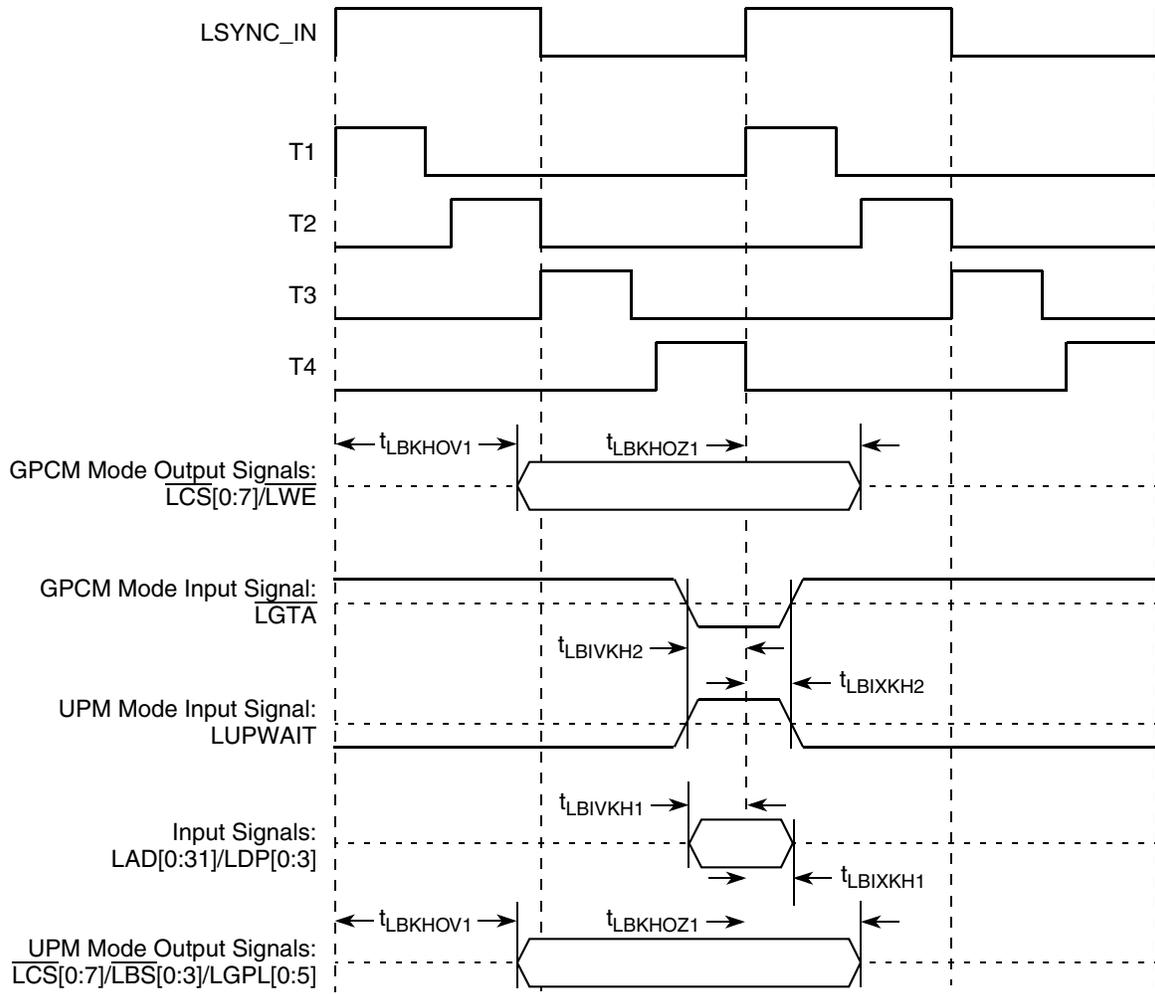 LSYNC_IN
T1
T2
T3
T4
tLBKHOV1
tLBKHOZ1
GPCM Mode Output Signals:
LCS[0:7]/LWE
GPCM Mode Input Signal:
LGTA
tLBIVKH2
tLBIXKH2
UPM Mode Input Signal:
LUPWAIT
tLBIVKH1
Input Signals:
LAD[0:31]/LDP[0:3]
tLBIXKH1
tLBKHOV1
tLBKHOZ1
UPM Mode Output Signals:
LCS[0:7]/LBS[0:3]/LGPL[0:5]